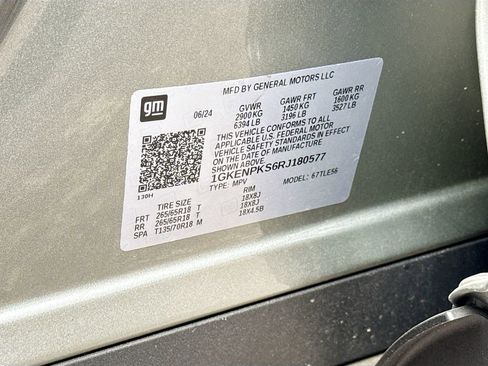 MFD BY GENERAL MOTORS LLC
gm
06/24
GVWR GAWR FRT GAWR RR
2900 KG 1450 KG 1600 KG
6394 LB 3196 LB 3527 LB
THIS VEHICLE CONFORMS TO ALL
APPLICABLE U.S. FEDERAL MOTOR
VEHICLE SAFETY STANDARDS IN EFFECT
ON THE DATE OF MANUFACTURE
SHOWN ABOVE.
1GKENPKS6RJ180577
TYPE: MPV MODEL: 67TLE56
130H
TIRE SIZE RIM
FRT 265/65R18 T 18X8J
RR 265/65R18 T 18X8J
SPA T135/70R18 M 18X4.5B